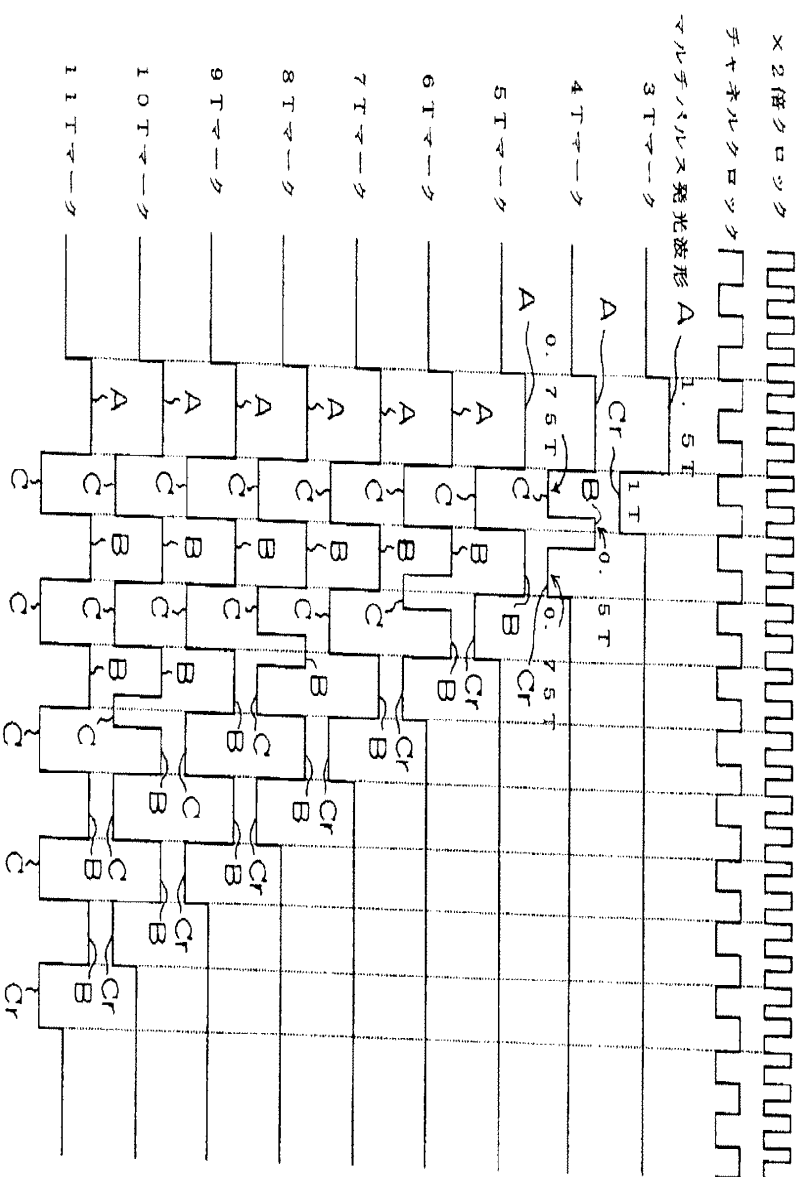 ×2倍クロック
チャネルクロック
マルチパルス発光波形
3Tマーク A 1.5T Cr 1T
4Tマーク A 0.75T B 0.5T Cr 0.75T
5Tマーク A C B Cr
6Tマーク A C B C B Cr
7Tマーク A C B B Cr
8Tマーク A C B C B C B Cr
9Tマーク A C B C B C B Cr
10Tマーク A C B C B C B C B Cr
11Tマーク A C B C B C B C B Cr